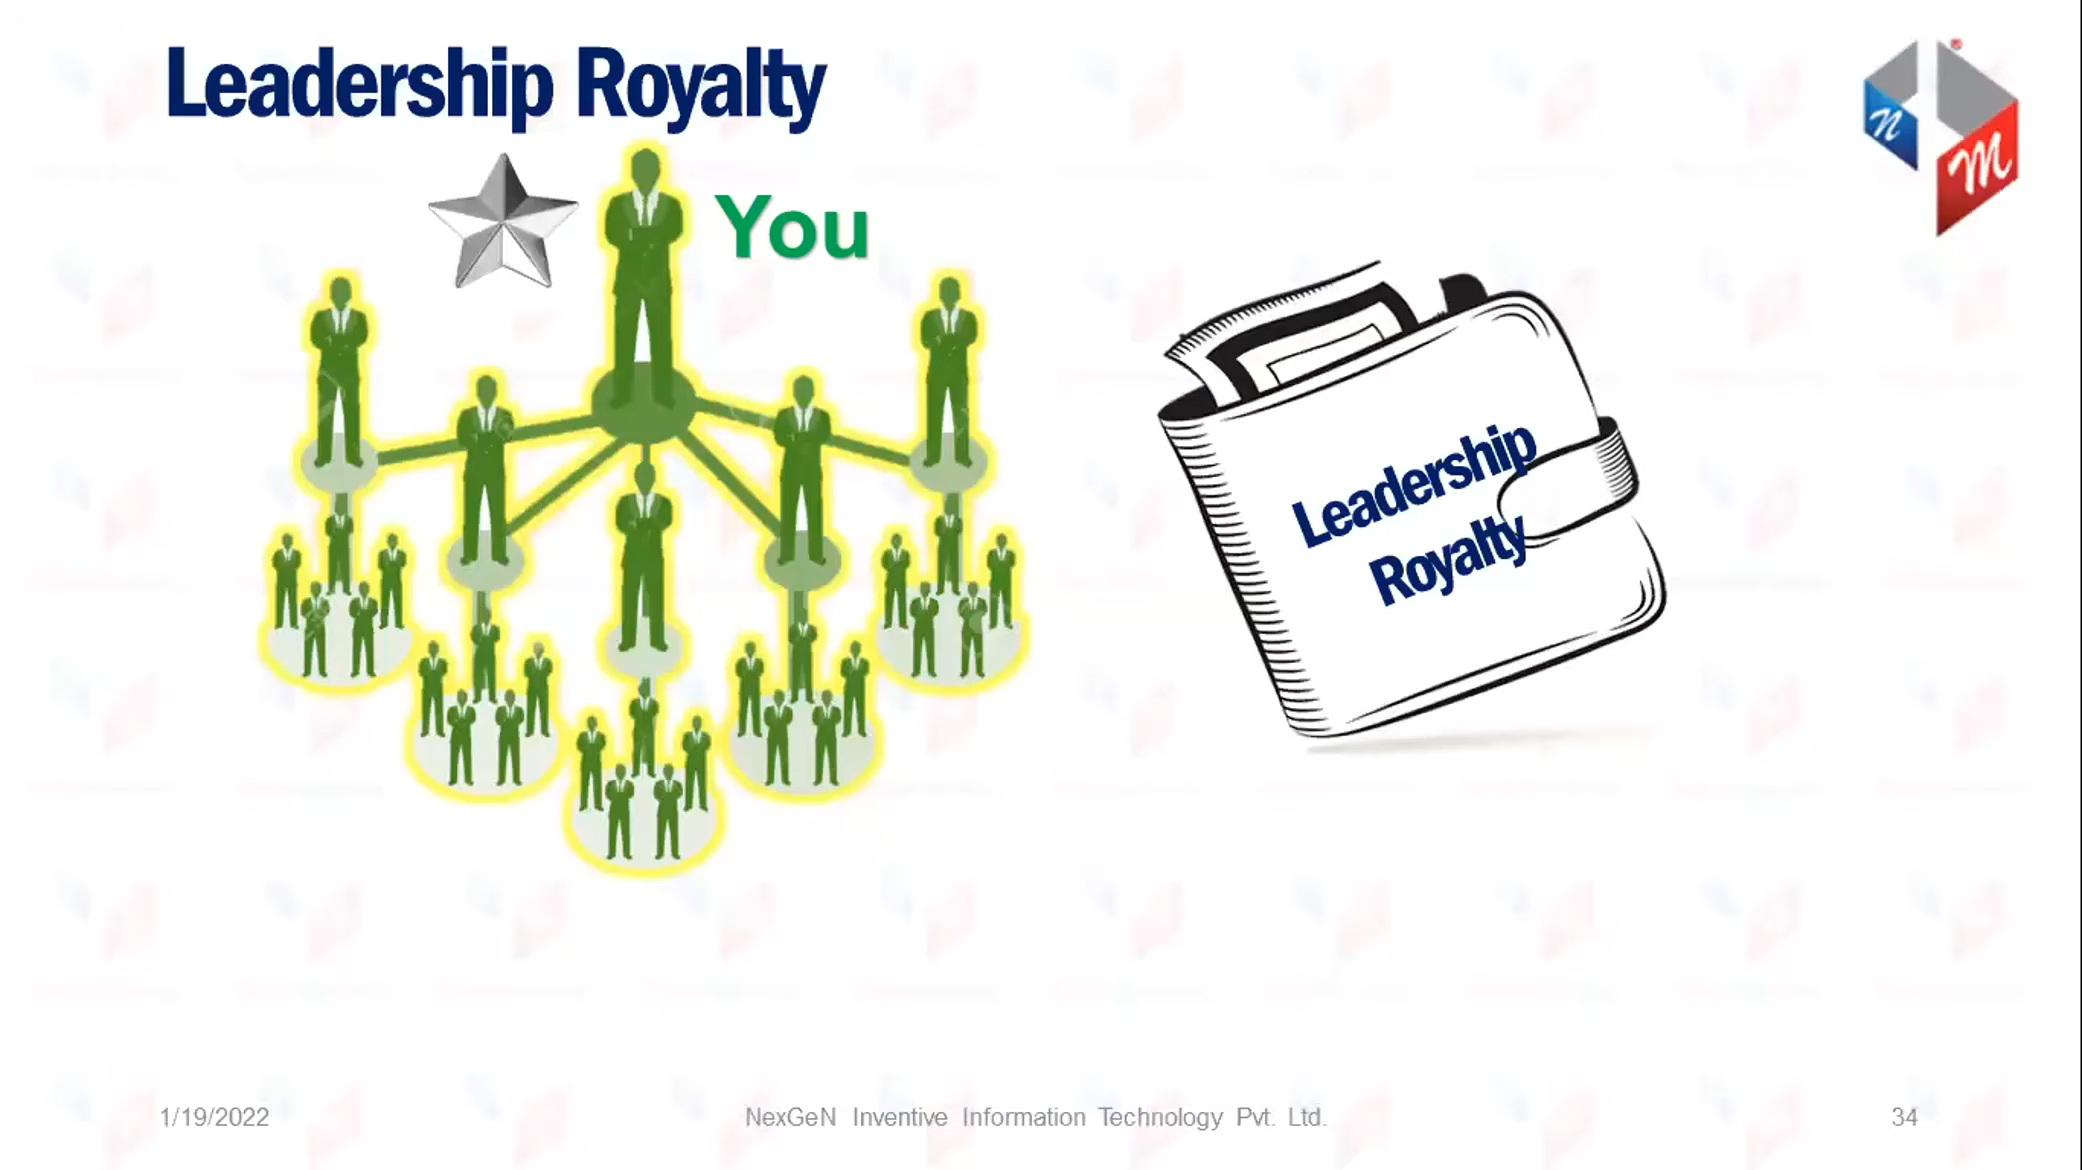 Leadership Royalty
®
n
m
You
Leadership
Royalty
1/19/2022
NexGeN Inventive Information Technology Pvt. Ltd.
34